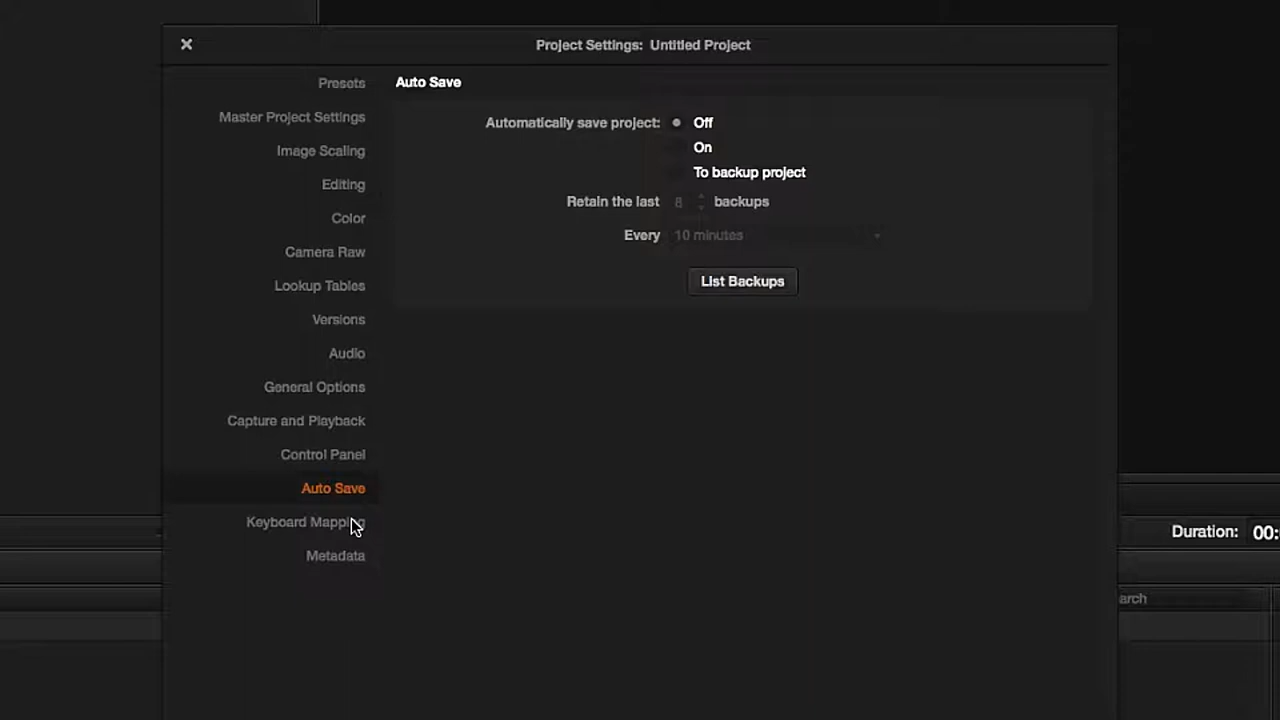 Project Settings: Untitled Project
Presets
Master Project Settings
Image Scaling
Editing
Color
Camera Raw
Lookup Tables
Versions
Audio
General Options
Capture and Playback
Control Panel
Auto Save
Keyboard Mapping
Metadata
Auto Save
Automatically save project: Off
On
To backup project
Retain the last 8 backups
Every 10 minutes
List Backups
Duration: 00:
arch